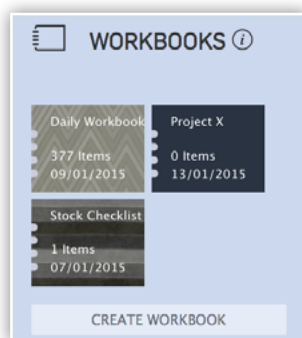 WORKBOOKS i
Daily Workbook
377 Items
09/01/2015
Project X
0 Items
13/01/2015
Stock Checklist
1 Items
07/01/2015
CREATE WORKBOOK